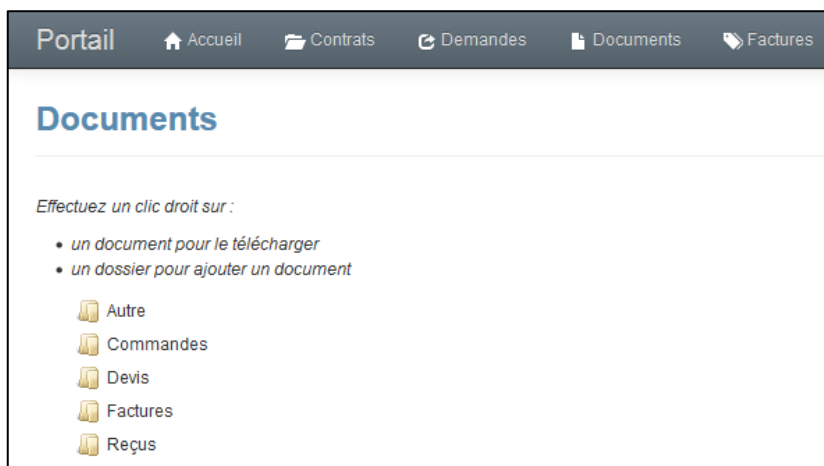 Portail Accueil Contrats Demandes Documents Factures
Documents
Effectuez un clic droit sur :
• un document pour le télécharger
• un dossier pour ajouter un document
Autre
Commandes
Devis
Factures
Reçus